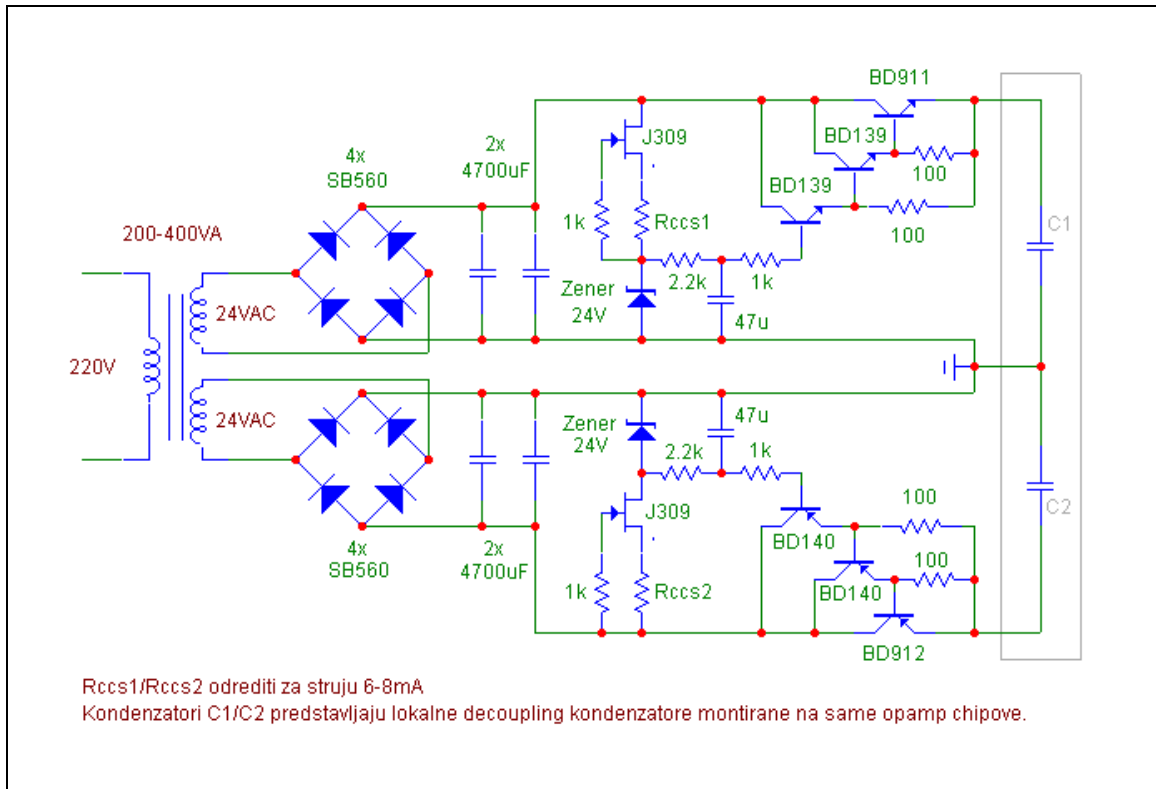 BD911
J309
BD139
2x
4700uF
4x
SB560
BD139
100
200-400VA
1k
Rccs1
100
C1
24VAC
2.2k
1k
Zener
24V
47u
220V
24VAC
Zener
24V
47u
2.2k
1k
100
C2
J309
BD140
100
4x
SB560
2x
4700uF
1k
Rccs2
BD140
BD912
Rccs1/Rccs2 odrediti za struju 6-8mA
Kondenzatori C1/C2 predstavljaju lokalne decoupling kondenzatore montirane na same opamp chipove.